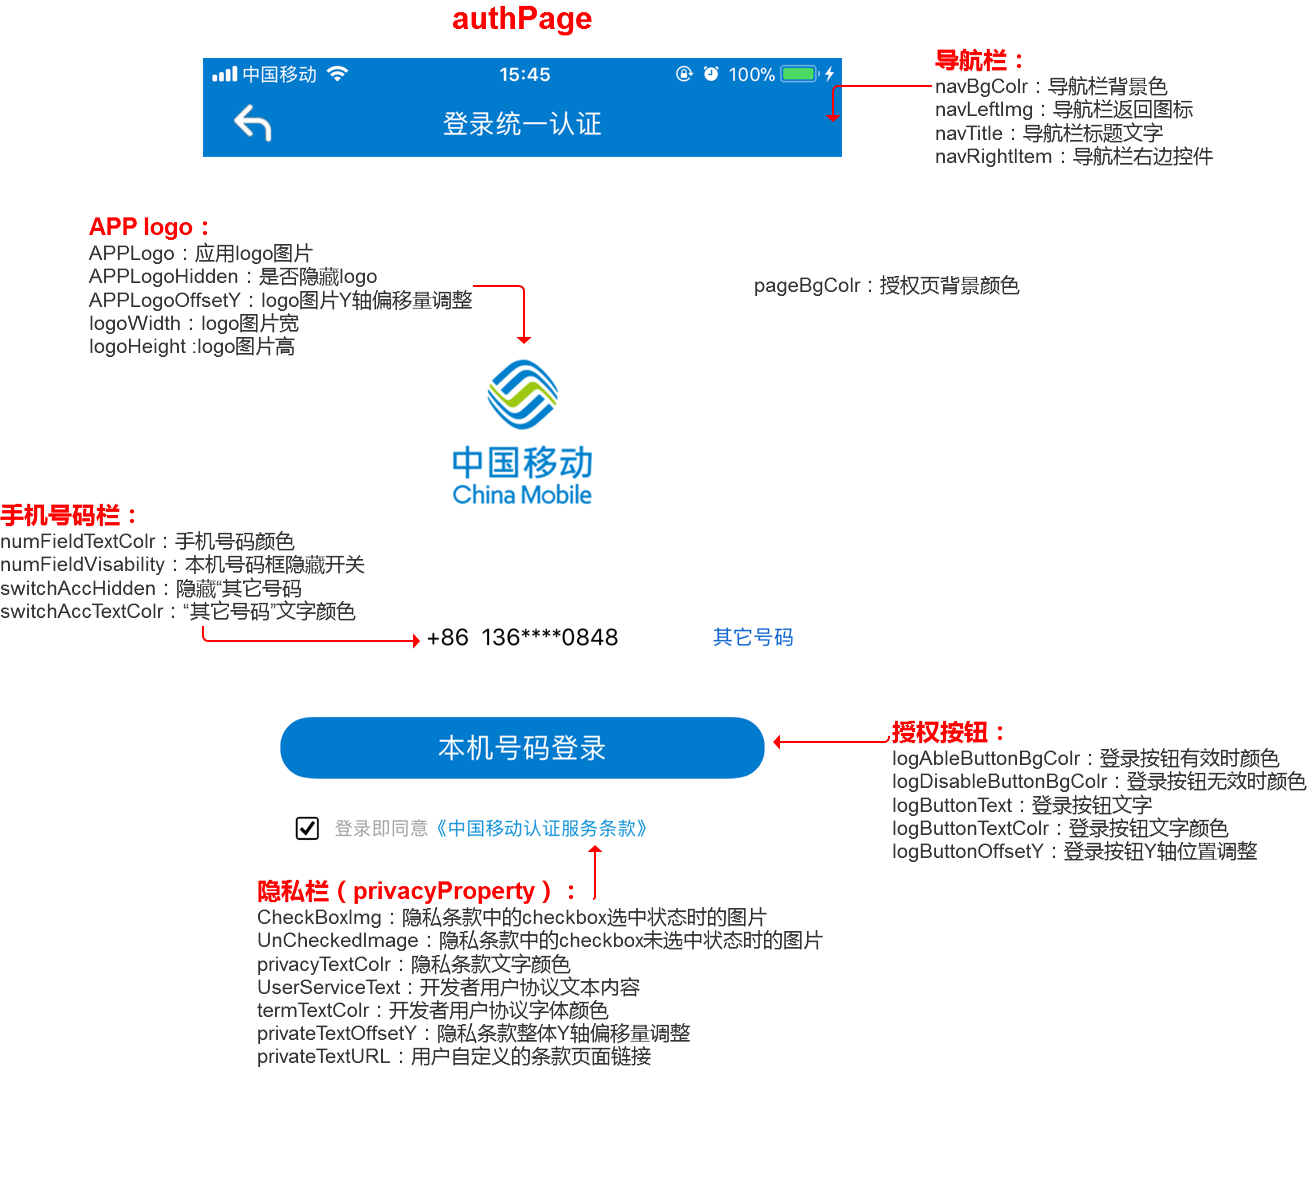 authPage
中国移动
15:45
100%
登录统一认证
导航栏：
navBgColr：导航栏背景色
navLeftImg：导航栏返回图标
navTitle：导航栏标题文字
navRightItem：导航栏右边控件
APP logo：
APPLogo：应用logo图片
APPLogoHidden：是否隐藏logo
APPLogoOffsetY：logo图片Y轴偏移量调整
logoWidth：logo图片宽
logoHeight :logo图片高
pageBgColr：授权页背景颜色
中国移动
China Mobile
手机号码栏：
numFieldTextColr：手机号码颜色
numFieldVisability：本机号码框隐藏开关
switchAccHidden：隐藏“其它号码
switchAccTextColr：“其它号码”文字颜色
+86 136****0848
其它号码
本机号码登录
授权按钮：
logAbleButtonBgColr：登录按钮有效时颜色
logDisableButtonBgColr：登录按钮无效时颜色
logButtonText：登录按钮文字
logButtonTextColr：登录按钮文字颜色
logButtonOffsetY：登录按钮Y轴位置调整
登录即同意《中国移动认证服务条款》
隐私栏（privacyProperty）：
CheckBoxImg：隐私条款中的checkbox选中状态时的图片
UnCheckedImage：隐私条款中的checkbox未选中状态时的图片
privacyTextColr：隐私条款文字颜色
UserServiceText：开发者用户协议文本内容
termTextColr：开发者用户协议字体颜色
privateTextOffsetY：隐私条款整体Y轴偏移量调整
privateTextURL：用户自定义的条款页面链接